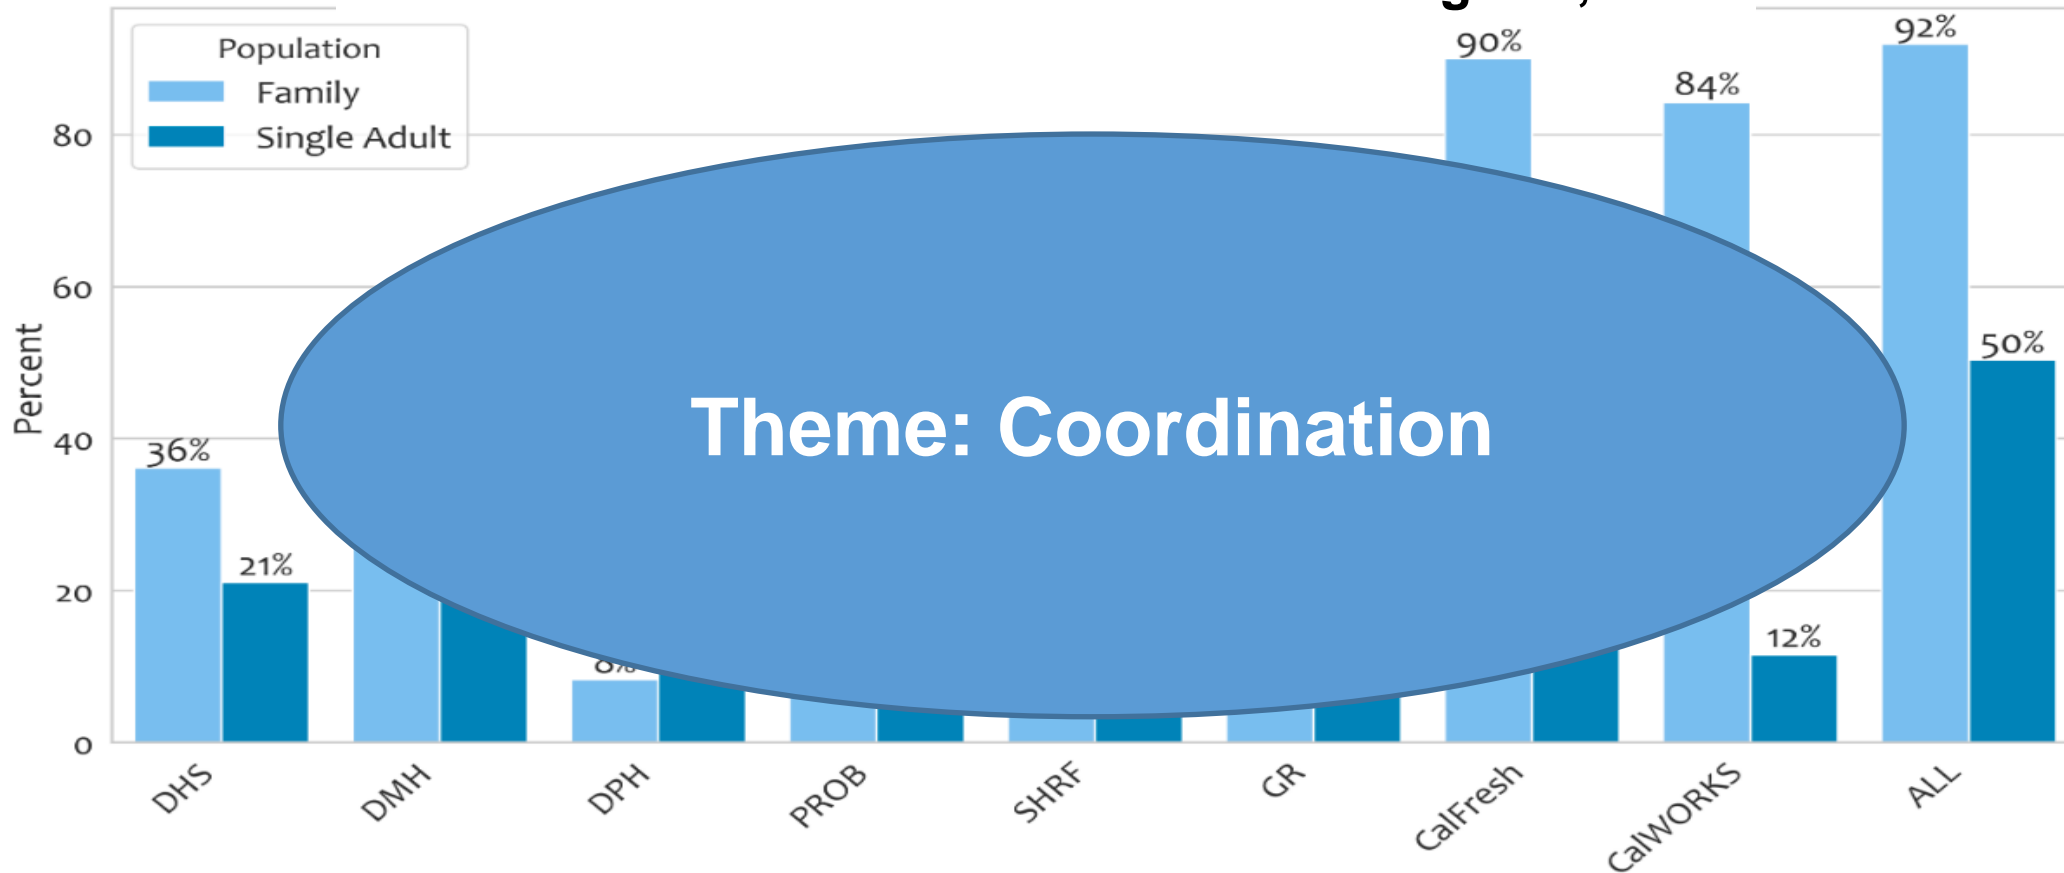 90%
92%
84%
Population
Family
Single Adult
80
60
40
20
0
Percent
36%
21%
50%
12%
Theme: Coordination
DHS
DMH
DPH
PROB
SHRF
GR
CalFresh
CalWORKS
ALL